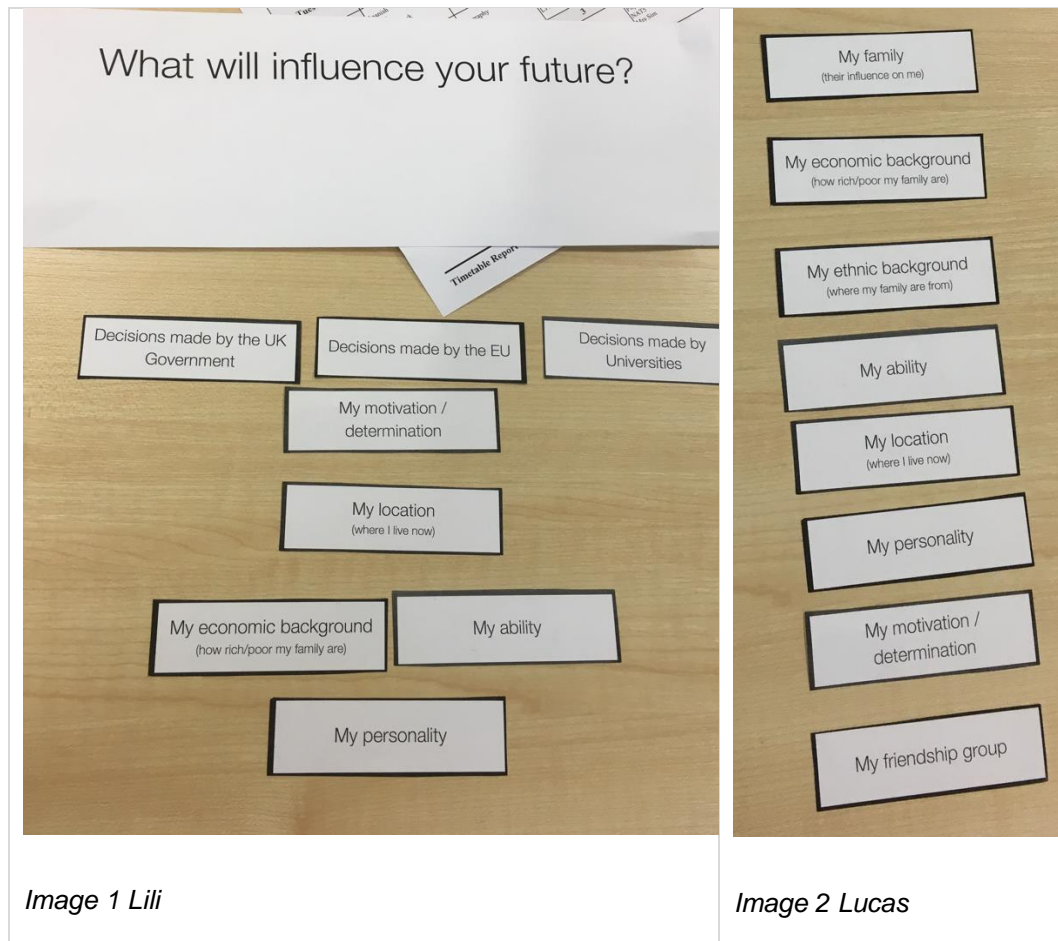 Tues
3
NATS
What will influence your future?
Timetable Report
Decisions made by the UK
Government
Decisions made by the EU
Decisions made by
Universities
My motivation /
determination
My location
(where I live now)
My economic background
(how rich/poor my family are)
My ability
My personality
Image 1 Lili
My family
(their influence on me)
My economic background
(how rich/poor my family are)
My ethnic background
(where my family are from)
My ability
My location
(where I live now)
My personality
My motivation /
determination
My friendship group
Image 2 Lucas